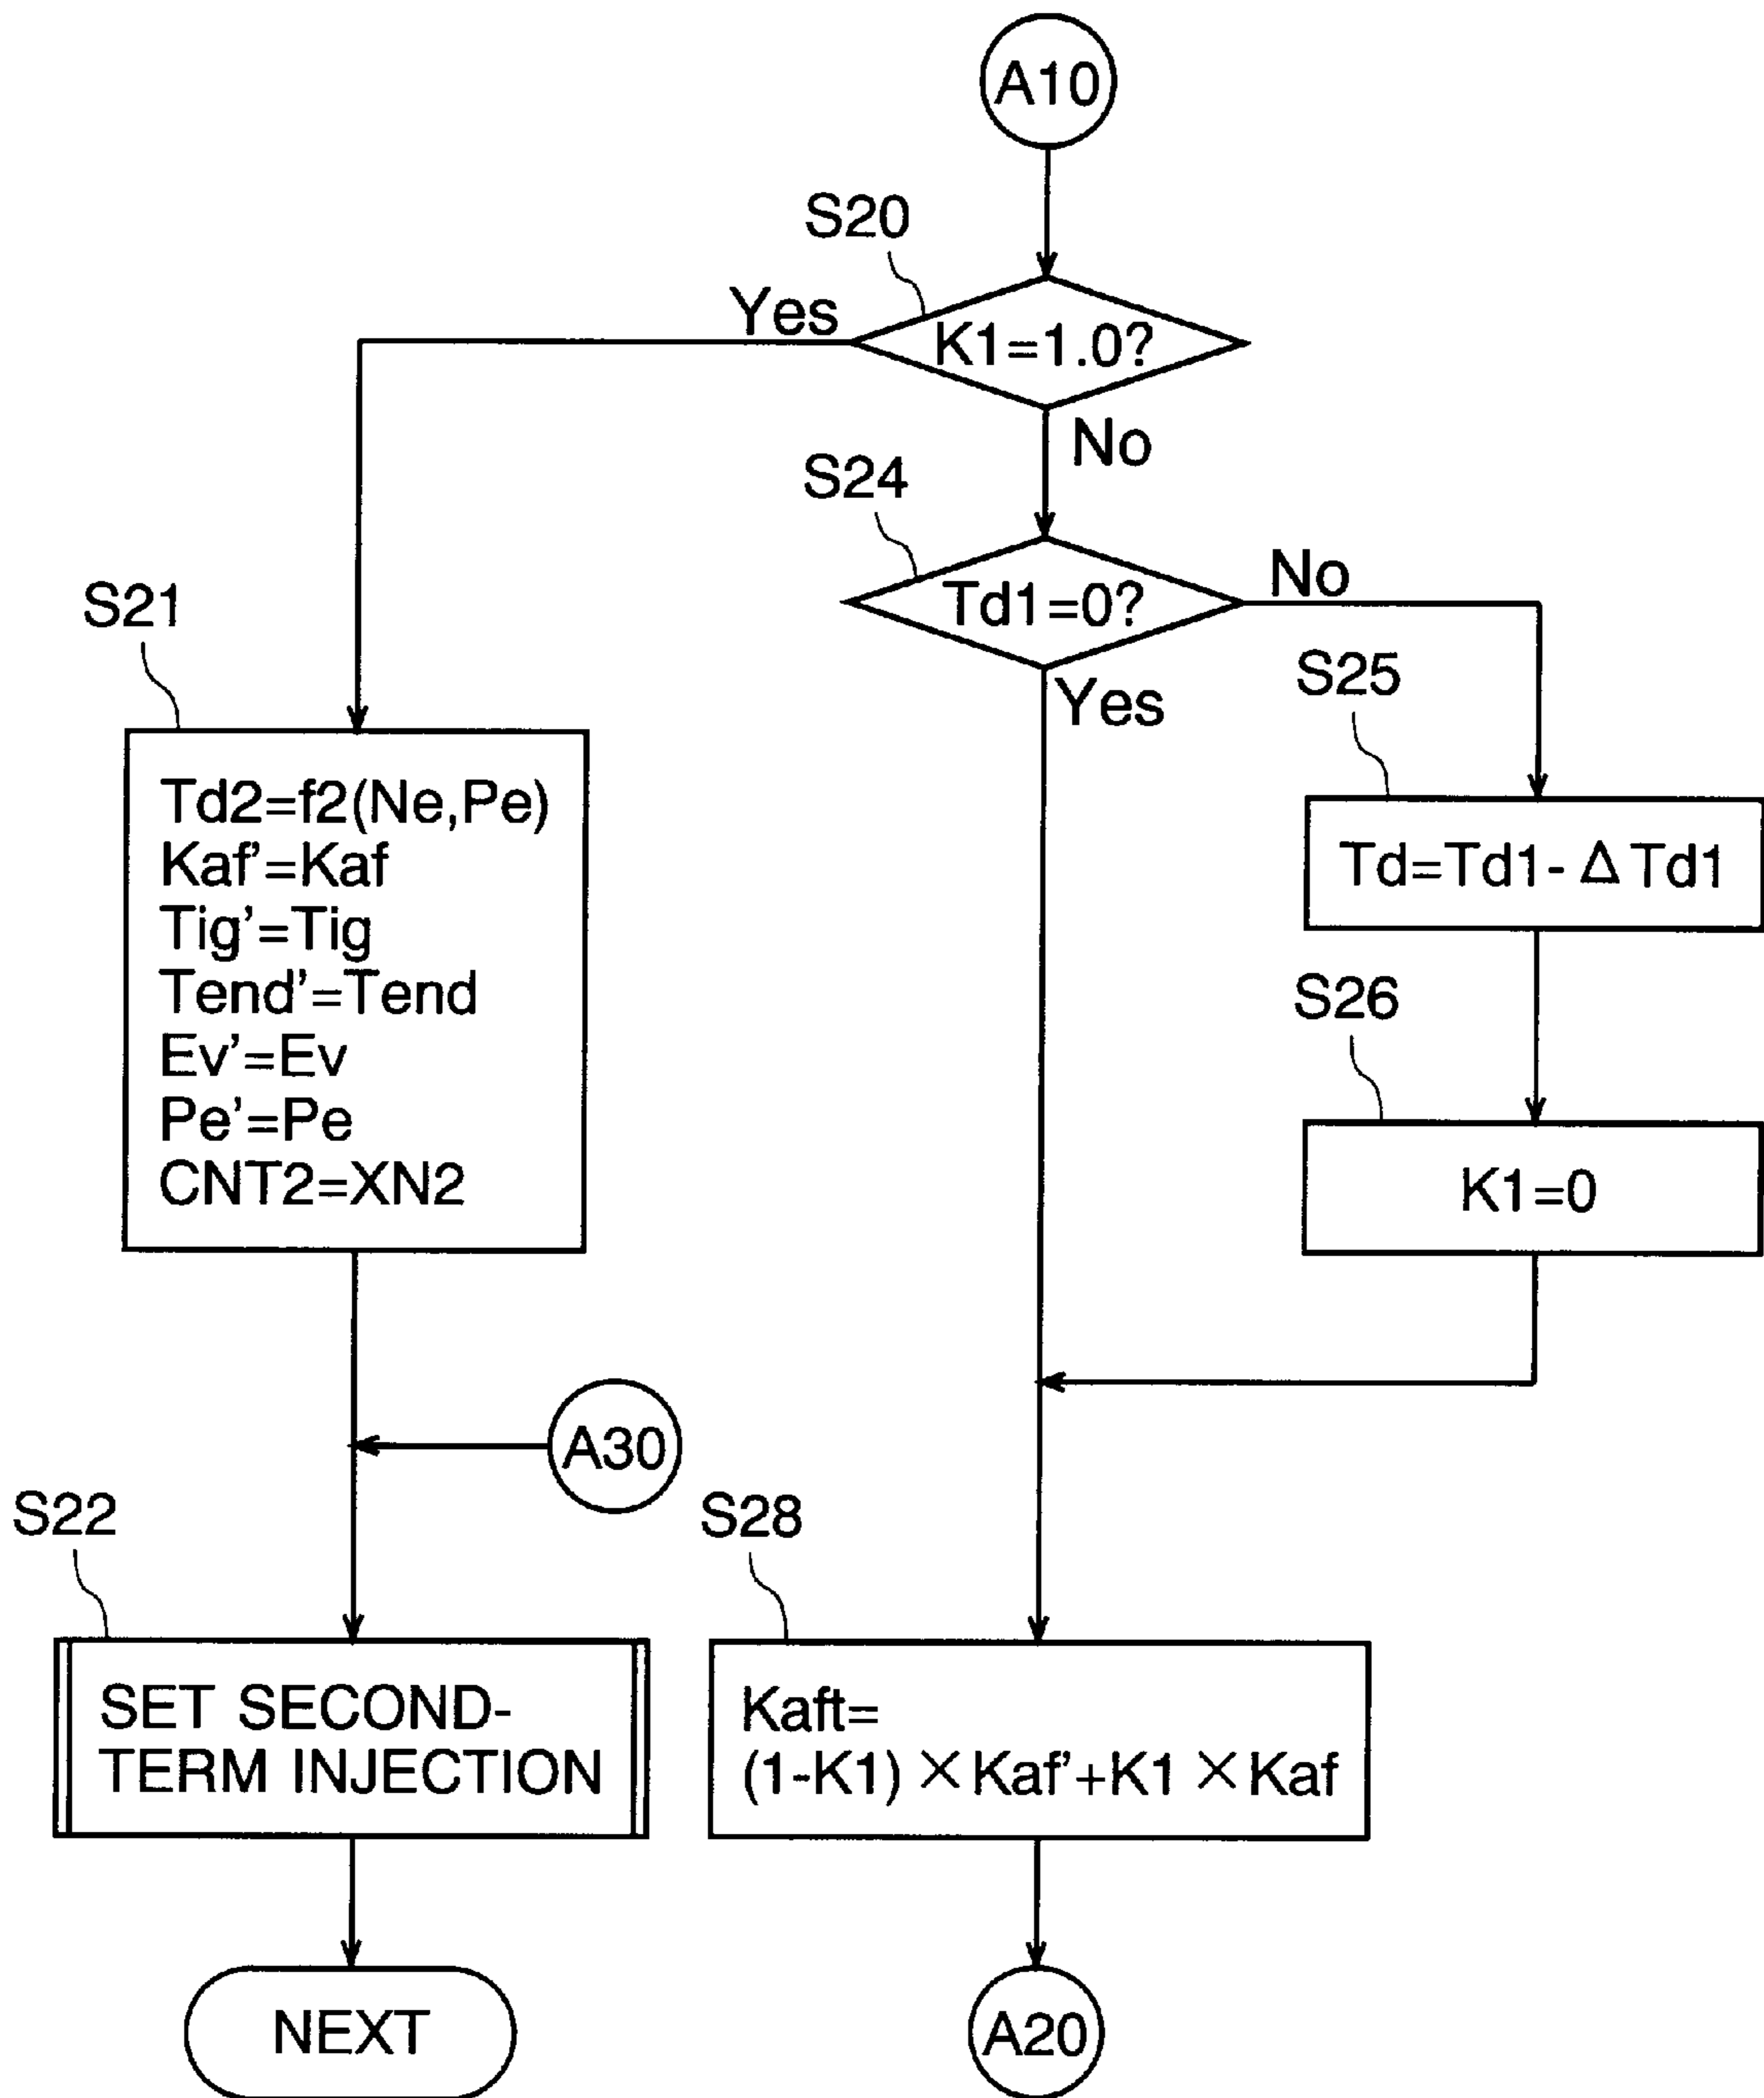 A10
S20
Yes
K1=1.0?
No
S24
Td1=0?
No
S21
S25
Yes
Td2=f2(Ne,Pe)
Kaf'=Kaf
Tig'=Tig
Tend'=Tend
Ev'=Ev
Pe'=Pe
CNT2=XN2
Td=Td1-ΔTd1
S26
K1=0
A30
S22
S28
SET SECOND-
TERM INJECTION
Kaft=
(1-K1)×Kaf'+K1×Kaf
NEXT
A20